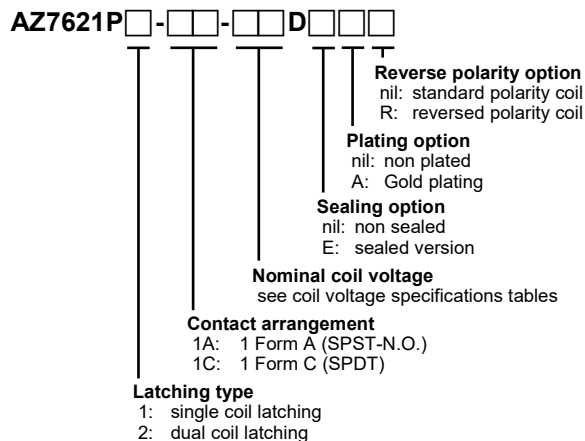 AZ7621P□-□□-□□D□□□
Reverse polarity option
nil: standard polarity coil
R: reversed polarity coil
Plating option
nil: non plated
A: Gold plating
Sealing option
nil: non sealed
E: sealed version
Nominal coil voltage
see coil voltage specifications tables
Contact arrangement
1A: 1 Form A (SPST-N.O.)
1C: 1 Form C (SPDT)
Latching type
1: single coil latching
2: dual coil latching